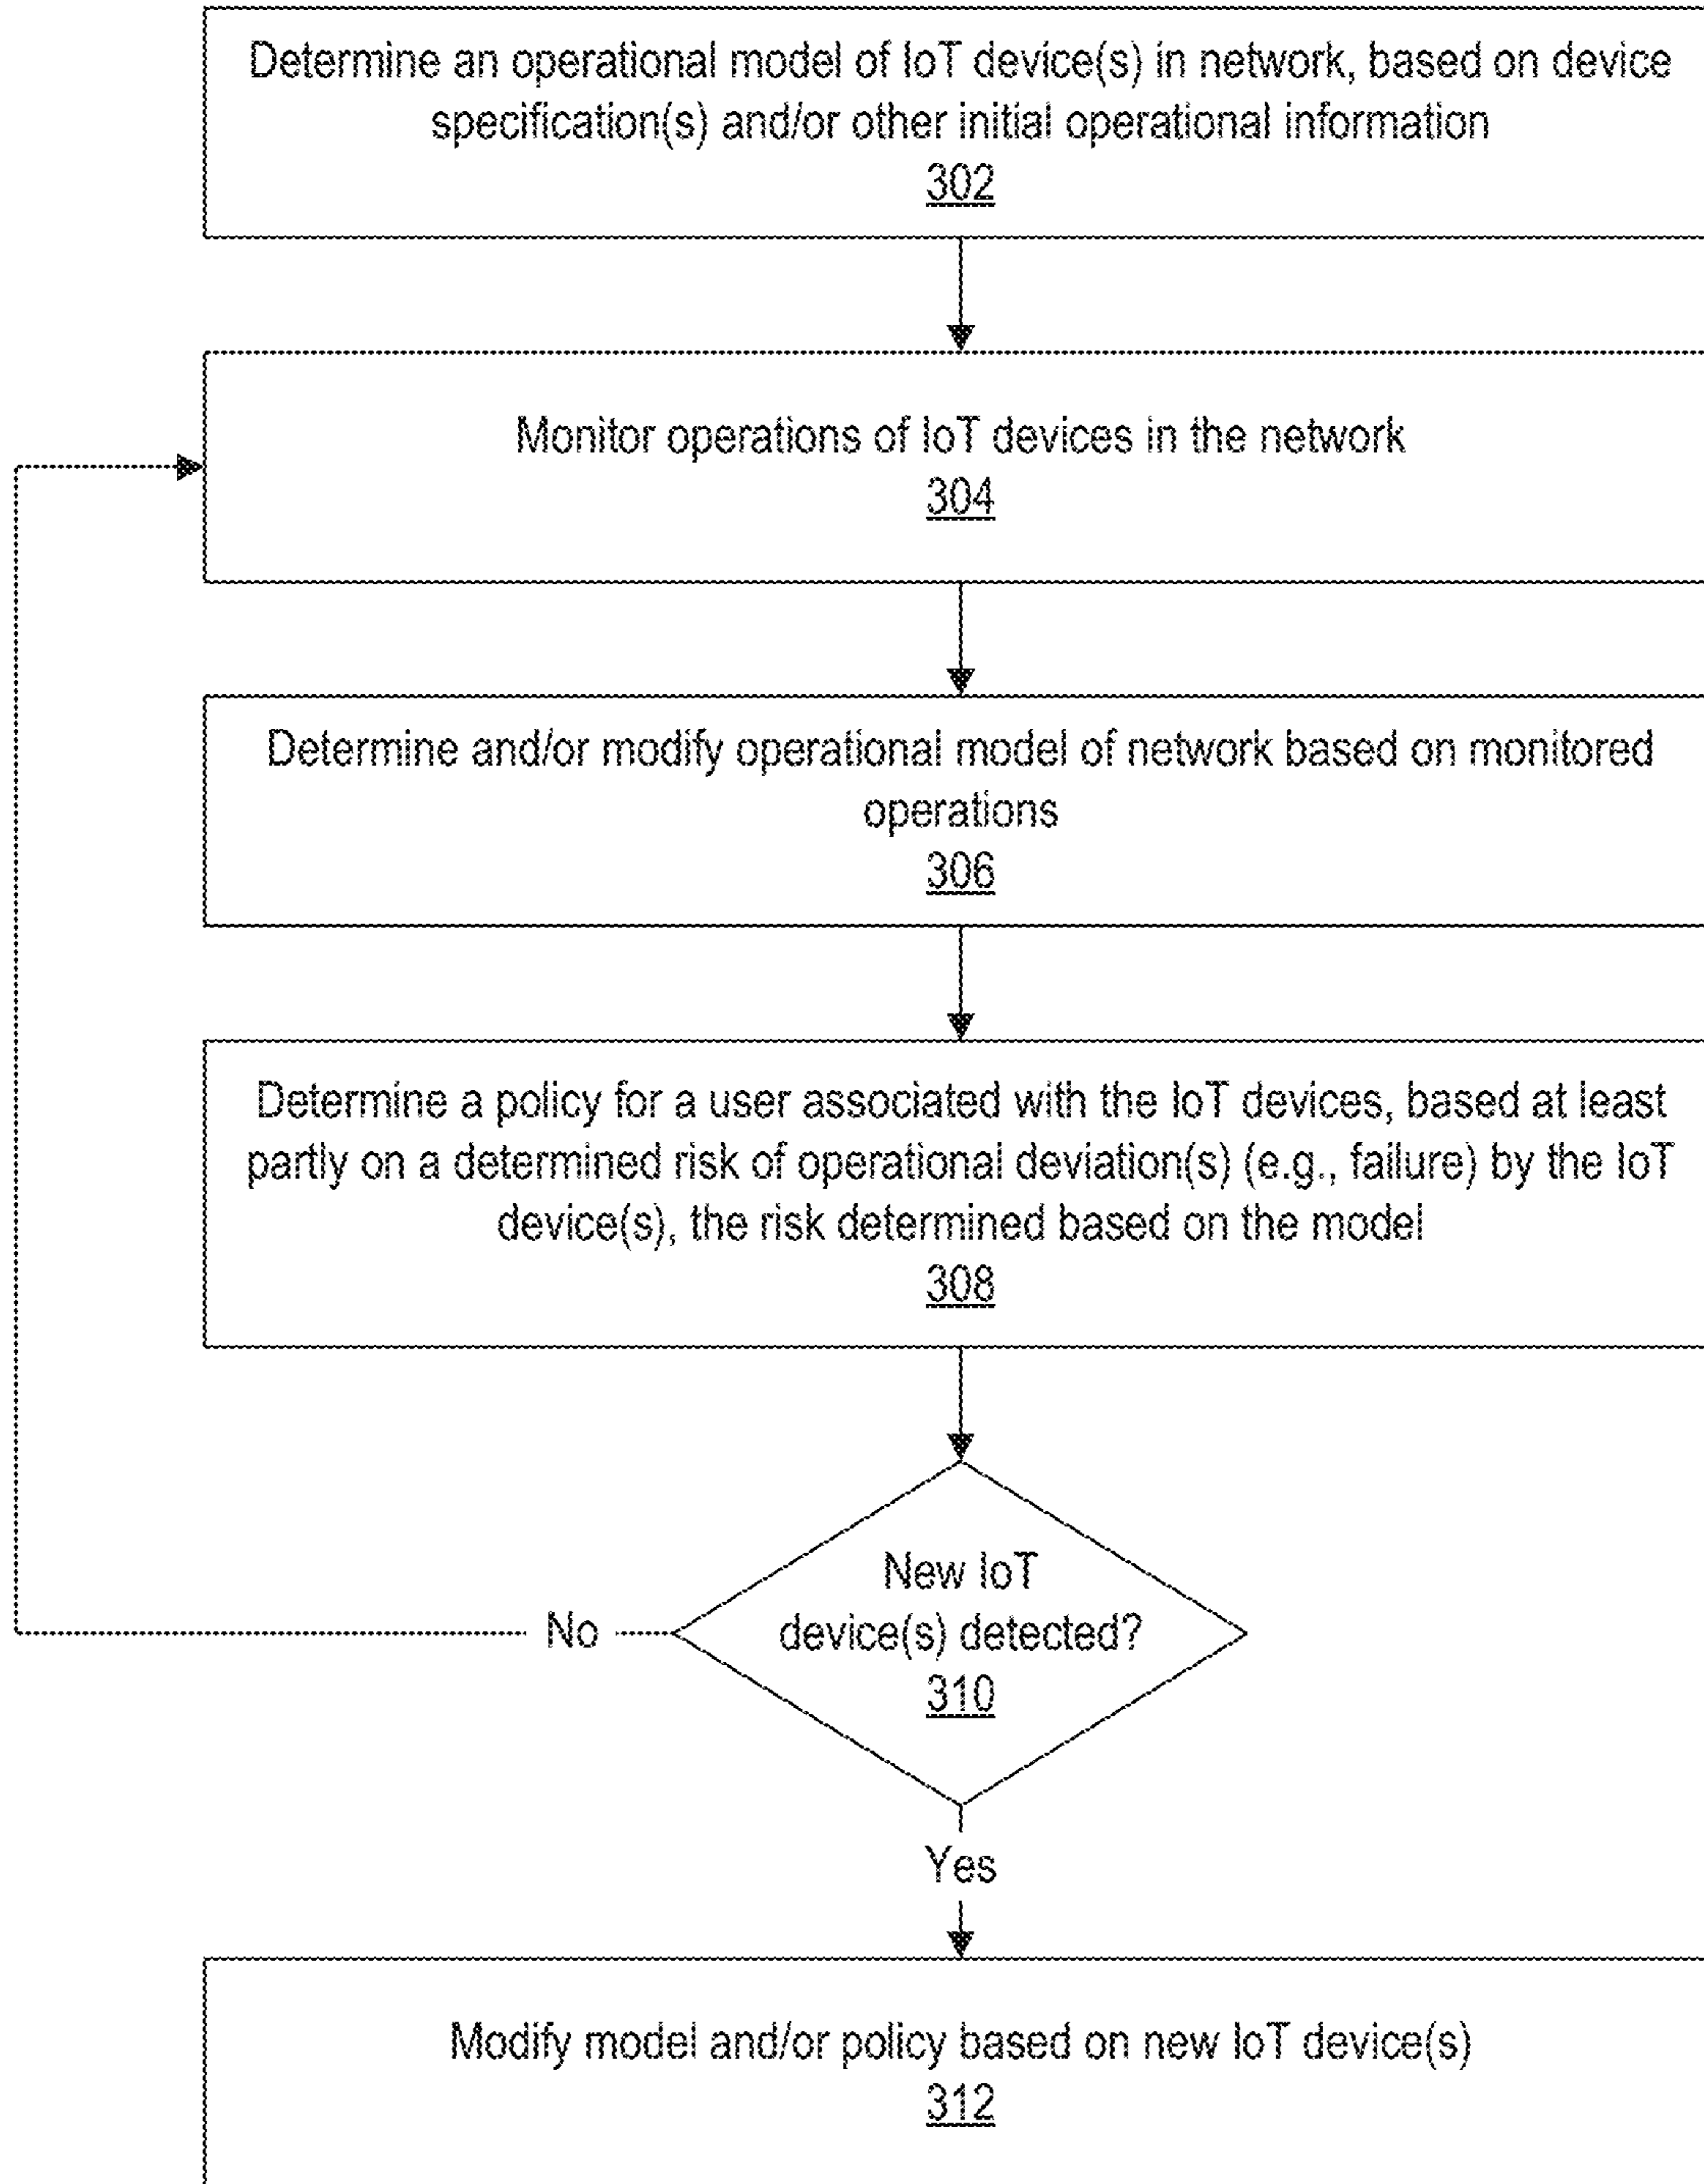 Determine an operational model of IoT device(s) in network, based on device
specification(s) and/or other initial operational information
302
Monitor operations of IoT devices in the network
304
Determine and/or modify operational model of network based on monitored
operations
306
Determine a policy for a user associated with the IoT devices, based at least
partly on a determined risk of operational deviation(s) (e.g., failure) by the IoT
device(s), the risk determined based on the model
308
New IoT
device(s) detected?
310
No
Yes
Modify model and/or policy based on new IoT device(s)
312